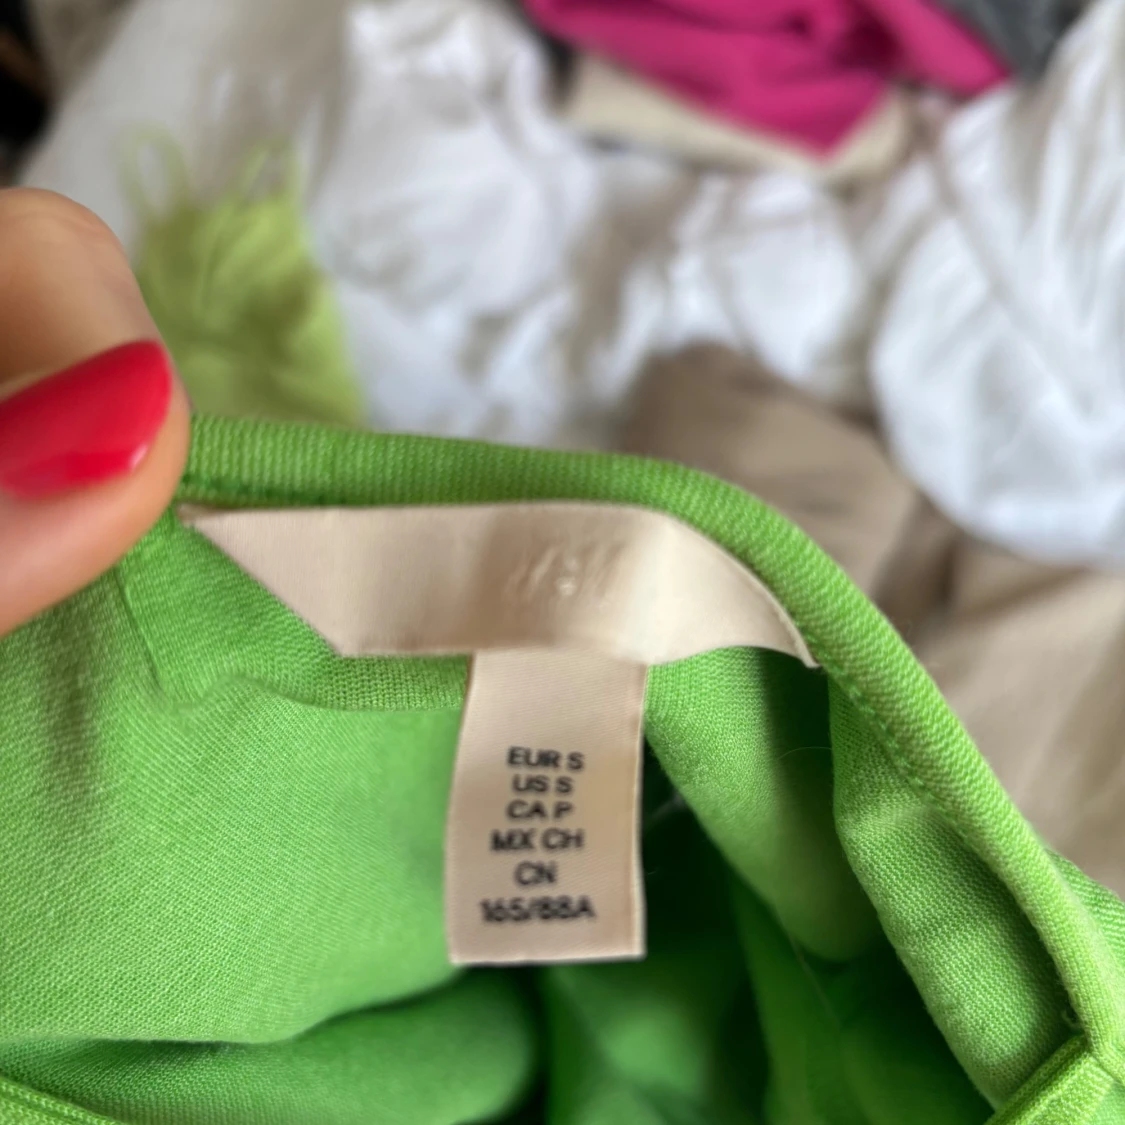 EUR S
US S
CA P
MX CH
CN
165/88A